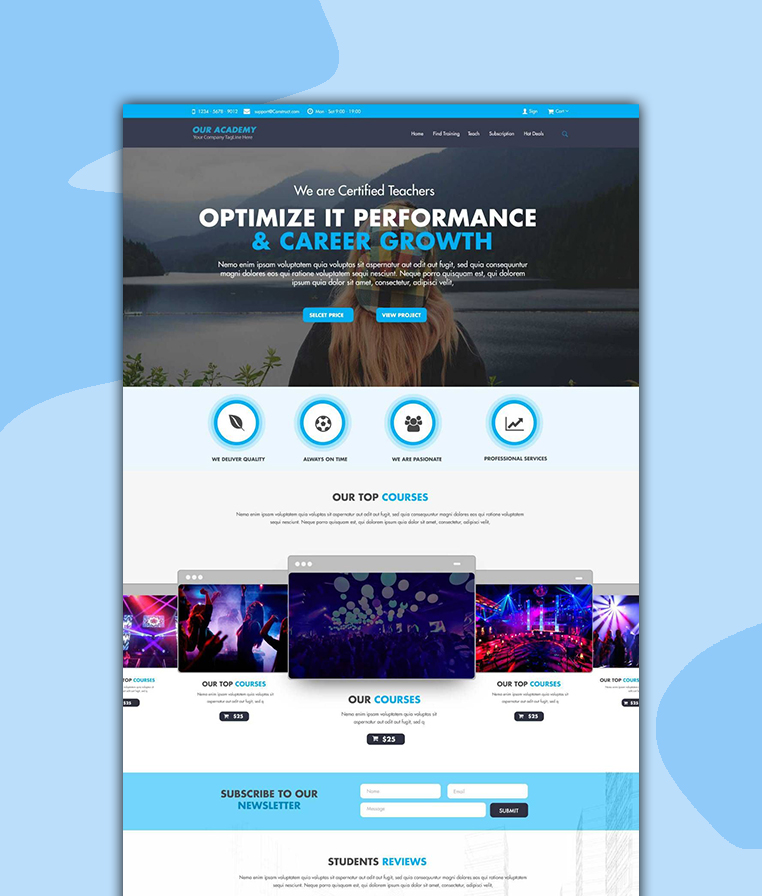 1234 - 5678 - 9012 support@Construct.com Mon - Sat 9:00 - 19:00 Sign Cart
OUR ACADEMY
Your Company TagLine Here
Home Find Training Teach Subscription Hot Deals
We are Certified Teachers
OPTIMIZE IT PERFORMANCE
& CAREER GROWTH
Nemo enim ipsam voluptatem quia voluptas sit aspernatur aut odit aut fugit, sed quia consequuntur
magni dolores eos qui ratione voluptatem sequi nesciunt. Neque porro quisquam est, qui dolorem
ipsum quia dolor sit amet, consectetur, adipisci velit,
SELCET PRICE VIEW PROJECT
WE DELIVER QUALITY ALWAYS ON TIME WE ARE PASIONATE PROFESSIONAL SERVICES
OUR TOP COURSES
Nemo enim ipsam voluptatem quia voluptas sit aspernatur aut odit aut fugit, sed quia consequuntur magni dolores eos qui ratione voluptatem
sequi nesciunt. Neque porro quisquam est, qui dolorem ipsum quia dolor sit amet, consectetur, adipisci velit,
TOP COURSES
$25
OUR TOP COURSES
Nemo enim ipsam voluptatem quia voluptas sit
aspernatur aut odit aut fugit, sed q
$25
OUR COURSES
Nemo enim ipsam voluptatem quia voluptas sit
aspernatur aut odit aut fugit, sed q
$25
OUR TOP COURSES
Nemo enim ipsam voluptatem quia voluptas sit
aspernatur aut odit aut fugit, sed q
$25
OUR TOP COURS
$25
SUBSCRIBE TO OUR
NEWSLETTER
Name Email
Message SUBMIT
STUDENTS REVIEWS
Nemo enim ipsam voluptatem quia voluptas sit aspernatur aut odit aut fugit, sed quia consequuntur magni dolores eos qui ratione voluptatem
sequi nesciunt. Neque porro quisquam est, qui dolorem ipsum quia dolor sit amet, consectetur, adipisci velit,